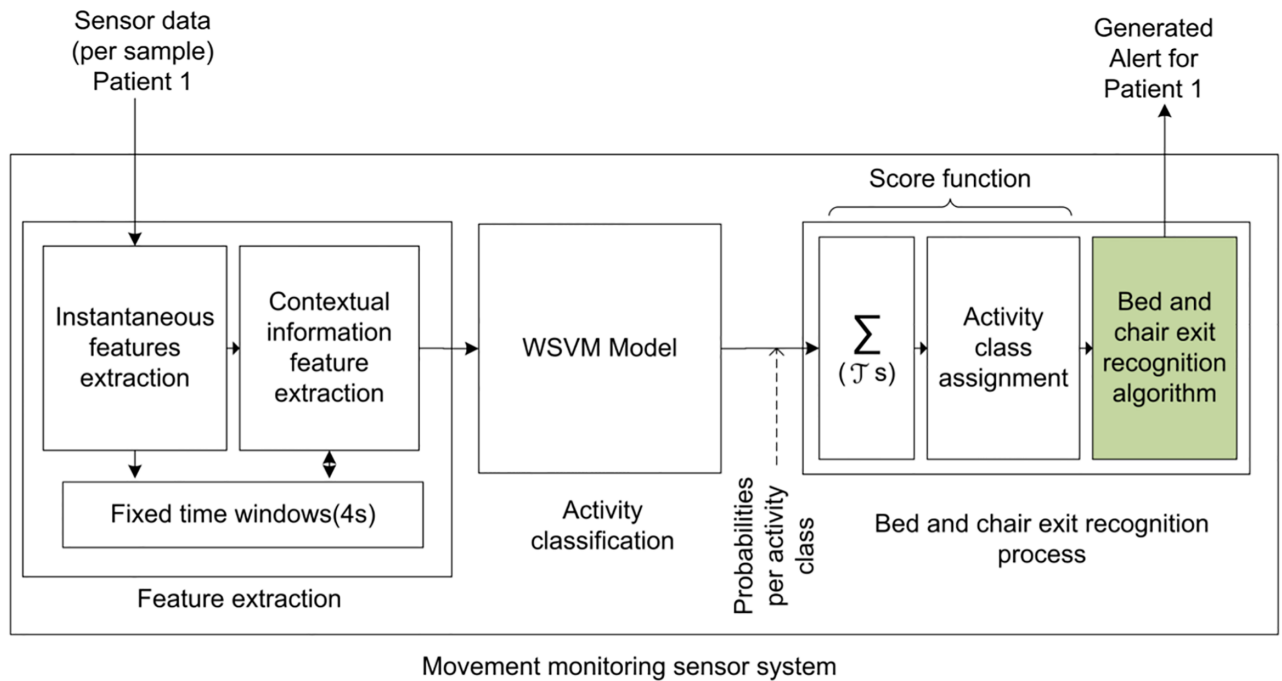 Sensor data
(per sample)
Patient 1
Generated
Alert for
Patient 1
Score function
Instantaneous
features
extraction
Contextual
information
feature
extraction
WSVM Model
∑
(𝒯 s)
Activity
class
assignment
Bed and
chair exit
recognition
algorithm
Fixed time windows(4s)
Feature extraction
Activity
classification
Probabilities
per activity
class
Bed and chair exit recognition
process
Movement monitoring sensor system